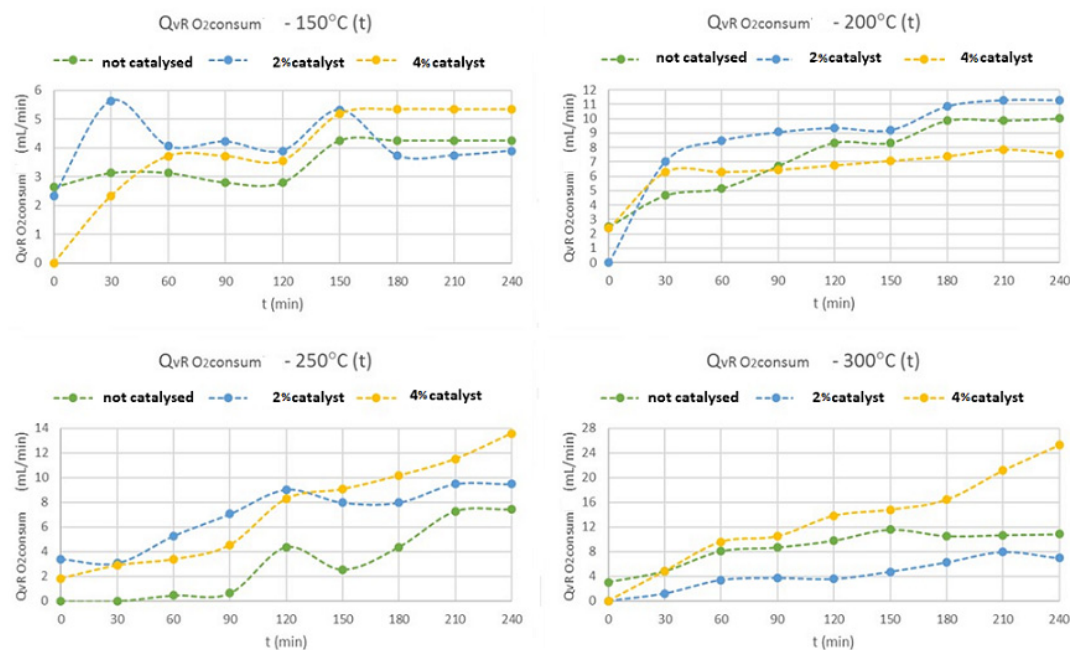 QvR O2consum - 150°C (t)
not catalysed 2%catalyst 4%catalyst
QvR O2consum (mL/min)
6
5
4
3
2
1
0
0 30 60 90 120 150 180 210 240
t (min)
QvR O2consum - 200°C (t)
not catalysed 2%catalyst 4%catalyst
QvR O2consum (mL/min)
12
11
10
9
8
7
6
5
4
3
2
1
0
0 30 60 90 120 150 180 210 240
t (min)
QvR O2consum - 250°C (t)
not catalysed 2%catalyst 4%catalyst
QvR O2consum (mL/min)
14
12
10
8
6
4
2
0
0 30 60 90 120 150 180 210 240
t (min)
QvR O2consum - 300°C (t)
not catalysed 2%catalyst 4%catalyst
QvR O2consum (mL/min)
28
24
20
16
12
8
4
0
0 30 60 90 120 150 180 210 240
t (min)